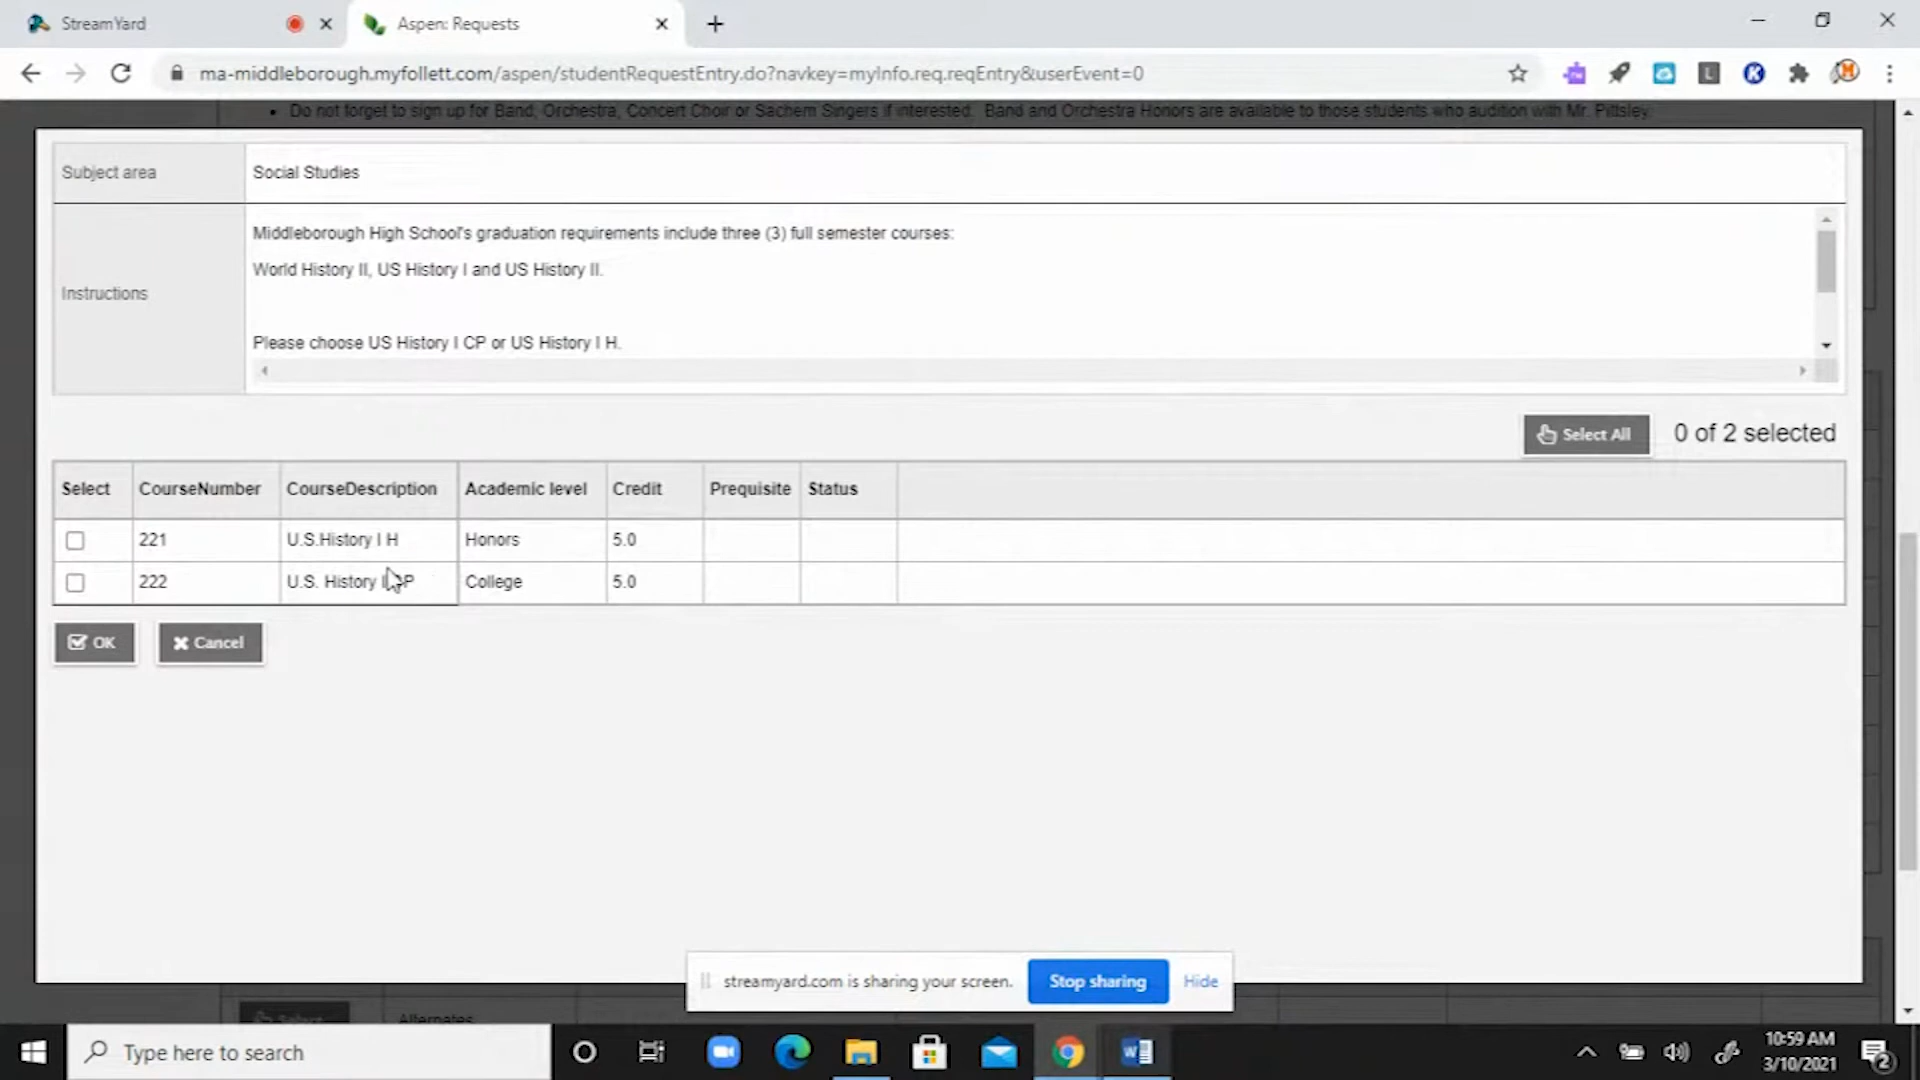 StreamYard
Aspen: Requests
ma-middleborough.myfollett.com/aspen/studentRequestEntry.do?navkey=myInfo.req.reqEntry&userEvent=0
Do not forget to sign up for Band, Orchestra, Concert Choir or Sachem Singers if interested. Band and Orchestra Honors are available to those students who audition with Mr. Pittsley.
Subject area
Social Studies
Instructions
Middleborough High School's graduation requirements include three (3) full semester courses:
World History II, US History I and US History II.
Please choose US History I CP or US History I H.
Select All
0 of 2 selected
Select CourseNumber CourseDescription Academic level Credit Prequisite Status
221 U.S.History I H Honors 5.0
222 U.S. History I CP College 5.0
OK
Cancel
streamyard.com is sharing your screen.
Stop sharing
Hide
Select
Alternates
Type here to search
10:59 AM
3/10/2021
2